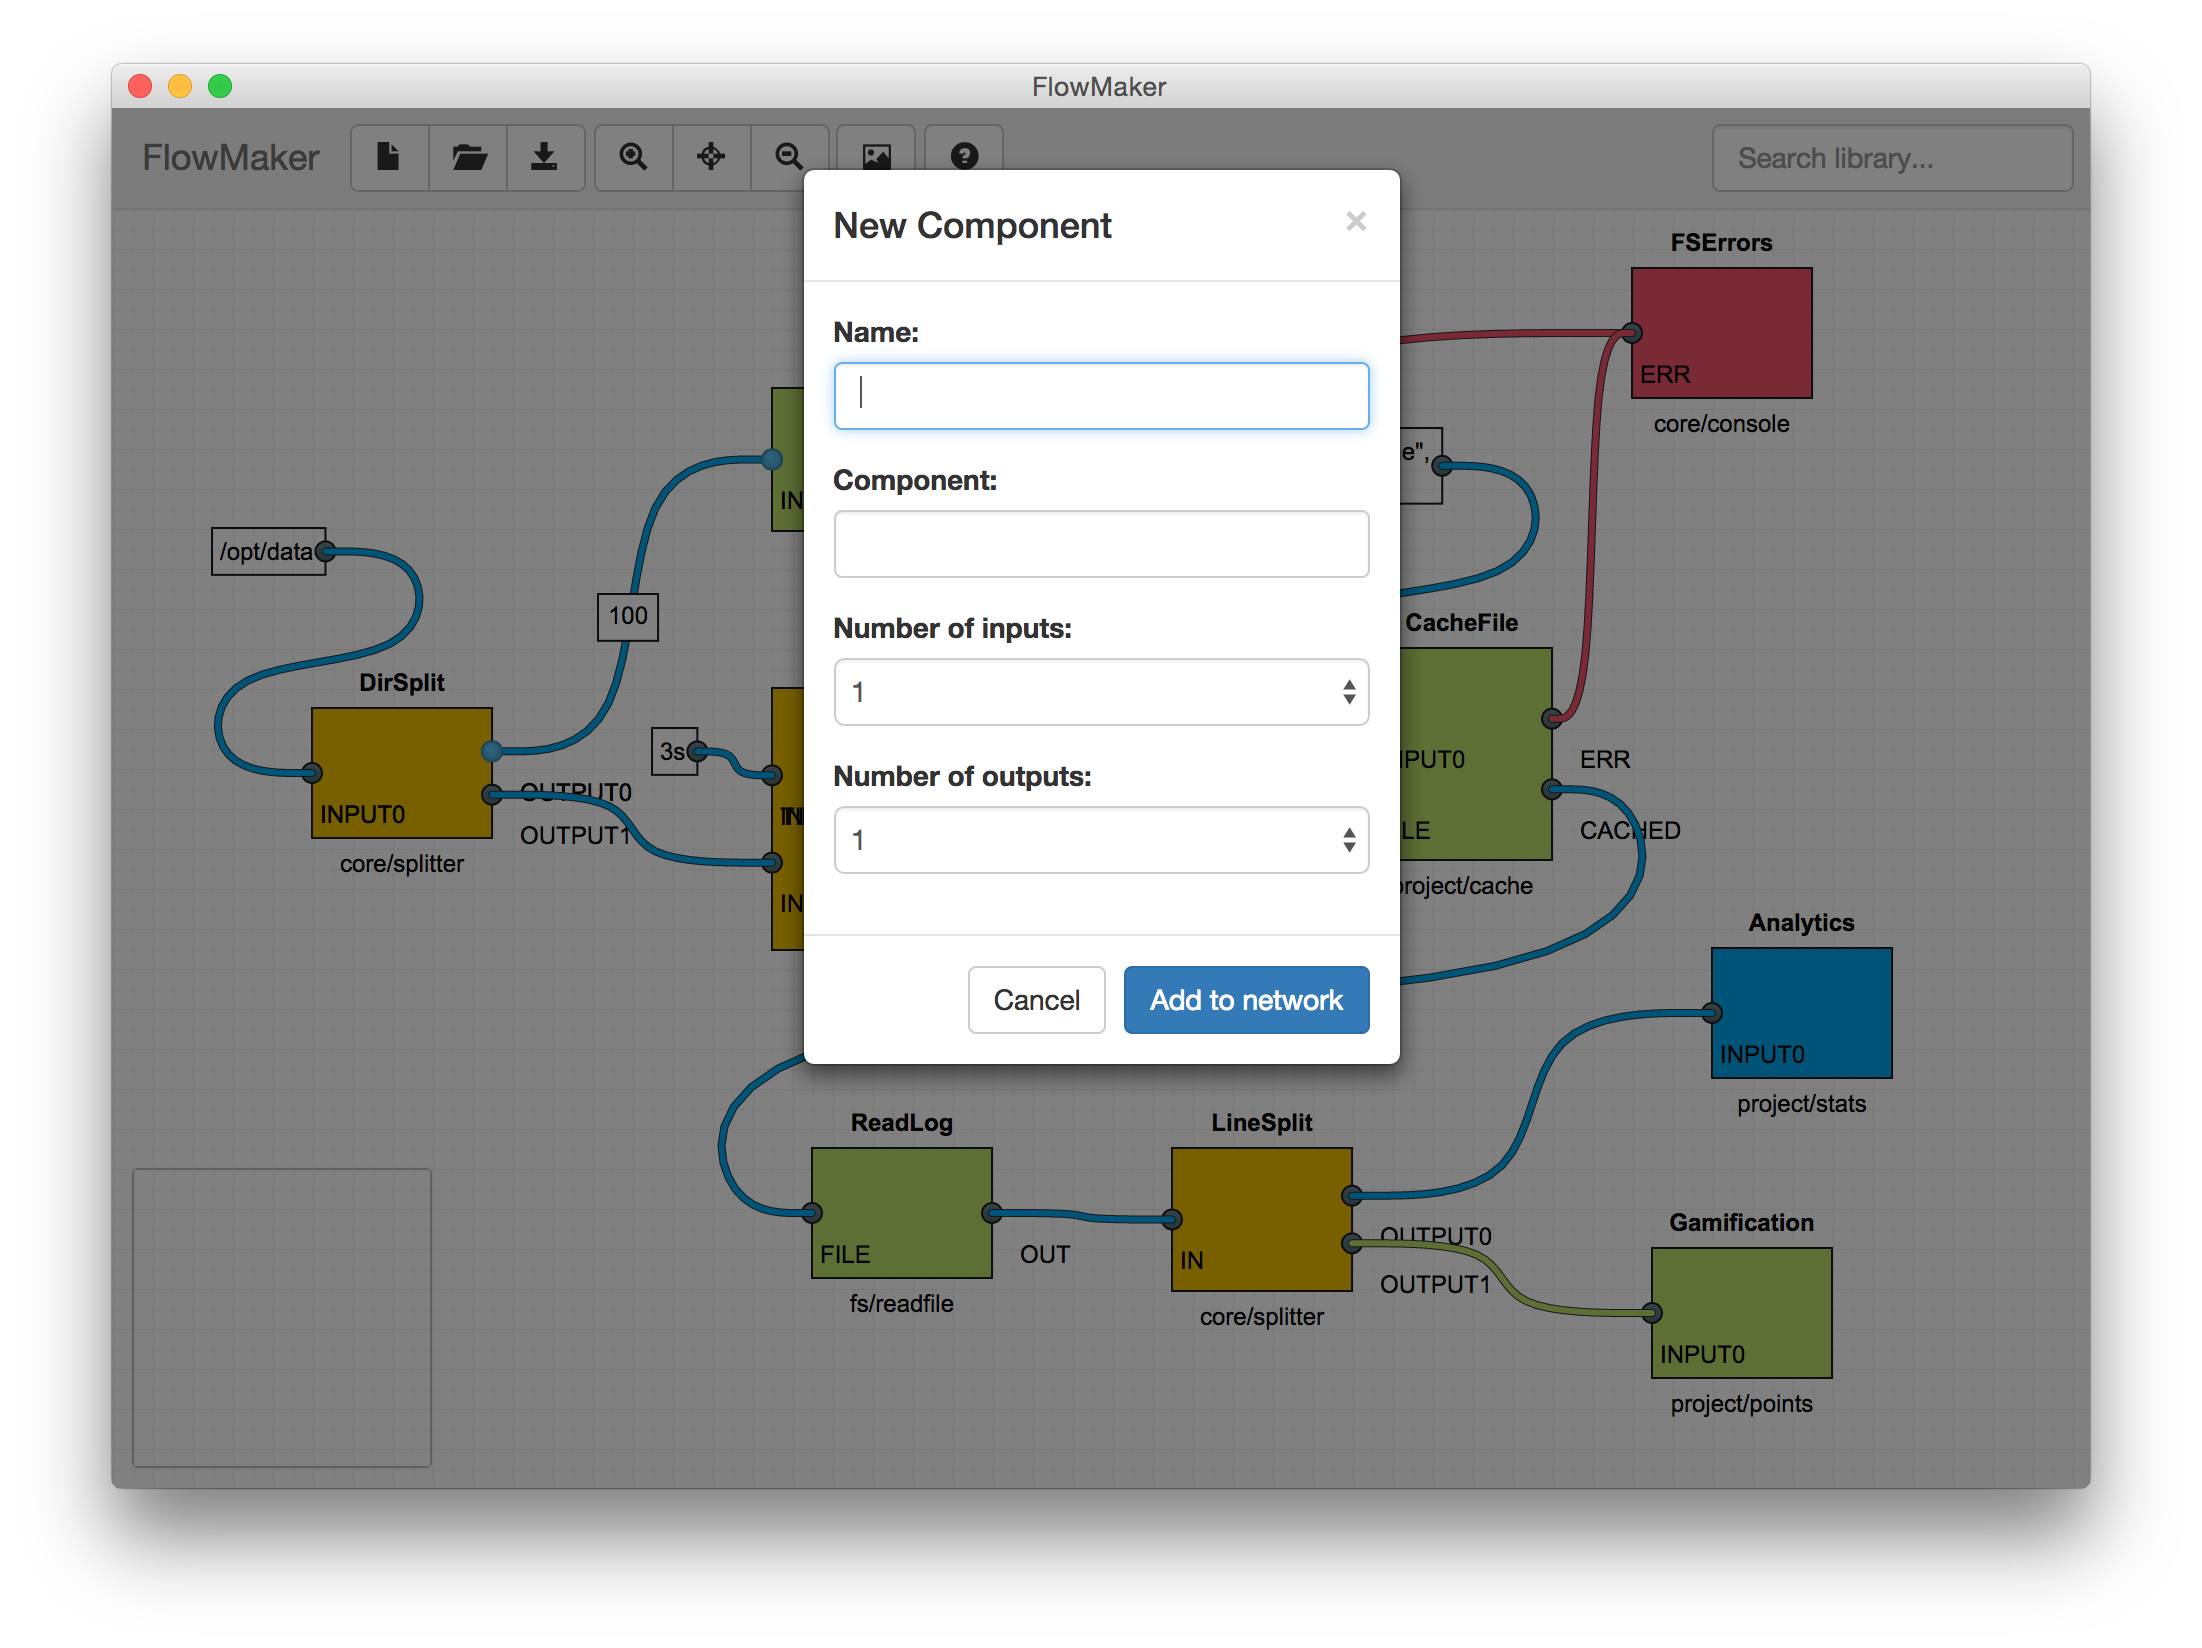 FlowMaker
FlowMaker
Search library...
New Component
×
Name:
Component:
Number of inputs:
1
Number of outputs:
1
Cancel
Add to network
FSErrors
ERR
core/console
IN
e",
/opt/data
100
DirSplit
INPUT0
OUTPUT0
OUTPUT1
core/splitter
3s
IN
CacheFile
PUT0
LE
ERR
CACHED
roject/cache
Analytics
INPUT0
project/stats
ReadLog
FILE
OUT
fs/readfile
LineSplit
IN
OUTPUT0
OUTPUT1
core/splitter
Gamification
INPUT0
project/points